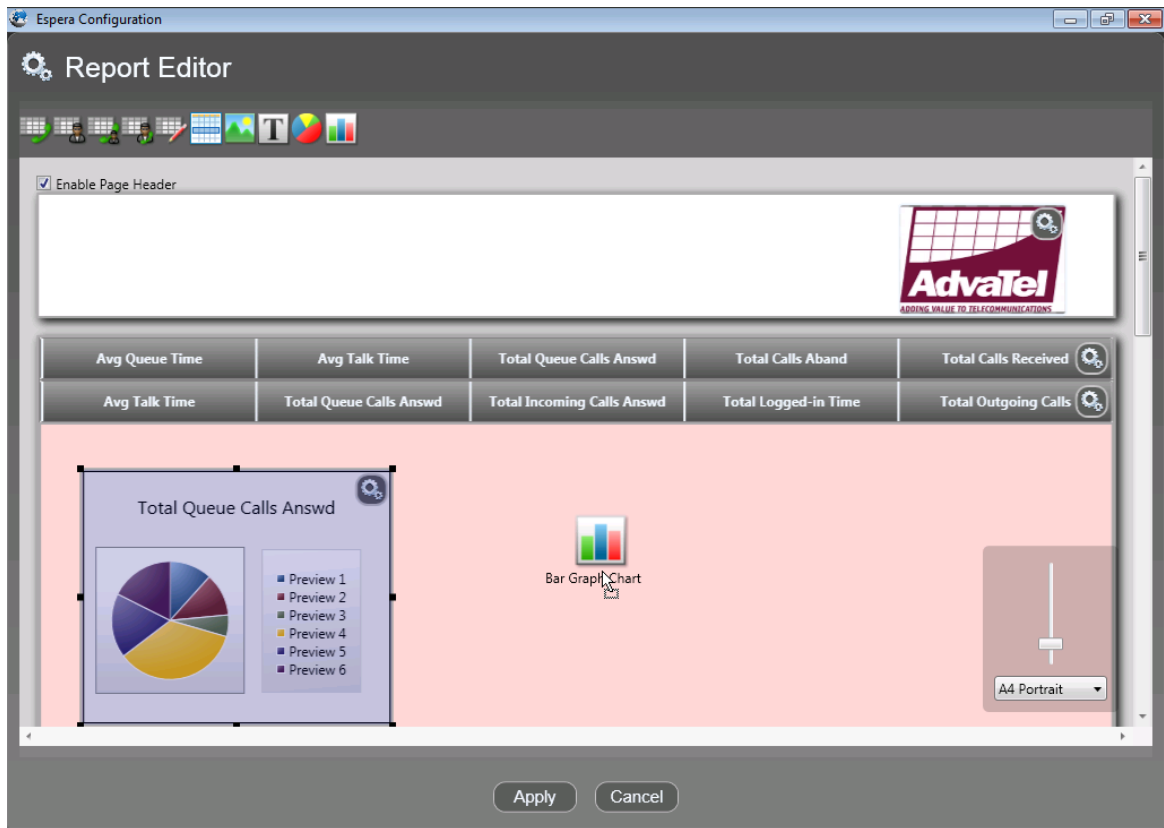 Espera Configuration
Report Editor
T
Enable Page Header
AdvaTel
ADDING VALUE TO TELECOMMUNICATIONS
Avg Queue Time Avg Talk Time Total Queue Calls Answd Total Calls Aband Total Calls Received
Avg Talk Time Total Queue Calls Answd Total Incoming Calls Answd Total Logged-in Time Total Outgoing Calls
Total Queue Calls Answd
Preview 1
Preview 2
Preview 3
Preview 4
Preview 5
Preview 6
Bar Graph Chart
A4 Portrait
Apply Cancel